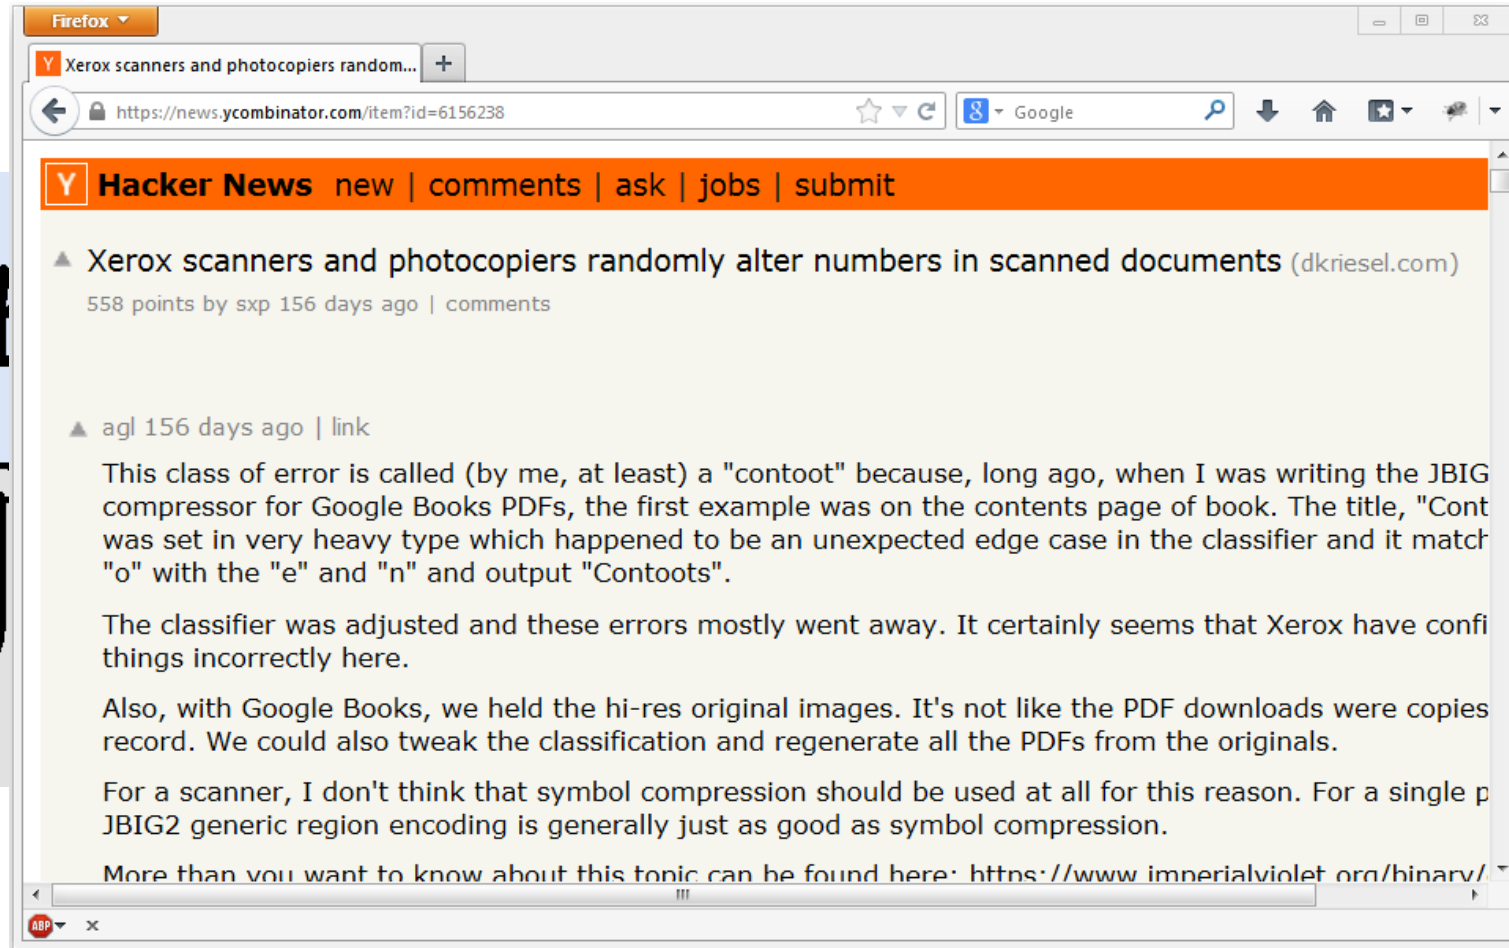 Firefox
Y Xerox scanners and photocopiers random... +
https://news.ycombinator.com/item?id=6156238 8 Google
Y Hacker News new | comments | ask | jobs | submit
Xerox scanners and photocopiers randomly alter numbers in scanned documents (dkriesel.com)
558 points by sxp 156 days ago | comments
agl 156 days ago | link
This class of error is called (by me, at least) a "contoot" because, long ago, when I was writing the JBIG
compressor for Google Books PDFs, the first example was on the contents page of book. The title, "Cont
was set in very heavy type which happened to be an unexpected edge case in the classifier and it match
"o" with the "e" and "n" and output "Contoots".
The classifier was adjusted and these errors mostly went away. It certainly seems that Xerox have confi
things incorrectly here.
Also, with Google Books, we held the hi-res original images. It's not like the PDF downloads were copies
record. We could also tweak the classification and regenerate all the PDFs from the originals.
For a scanner, I don't think that symbol compression should be used at all for this reason. For a single p
JBIG2 generic region encoding is generally just as good as symbol compression.
More than you want to know about this topic can be found here: https://www.imperialviolet.org/binary/
ABP